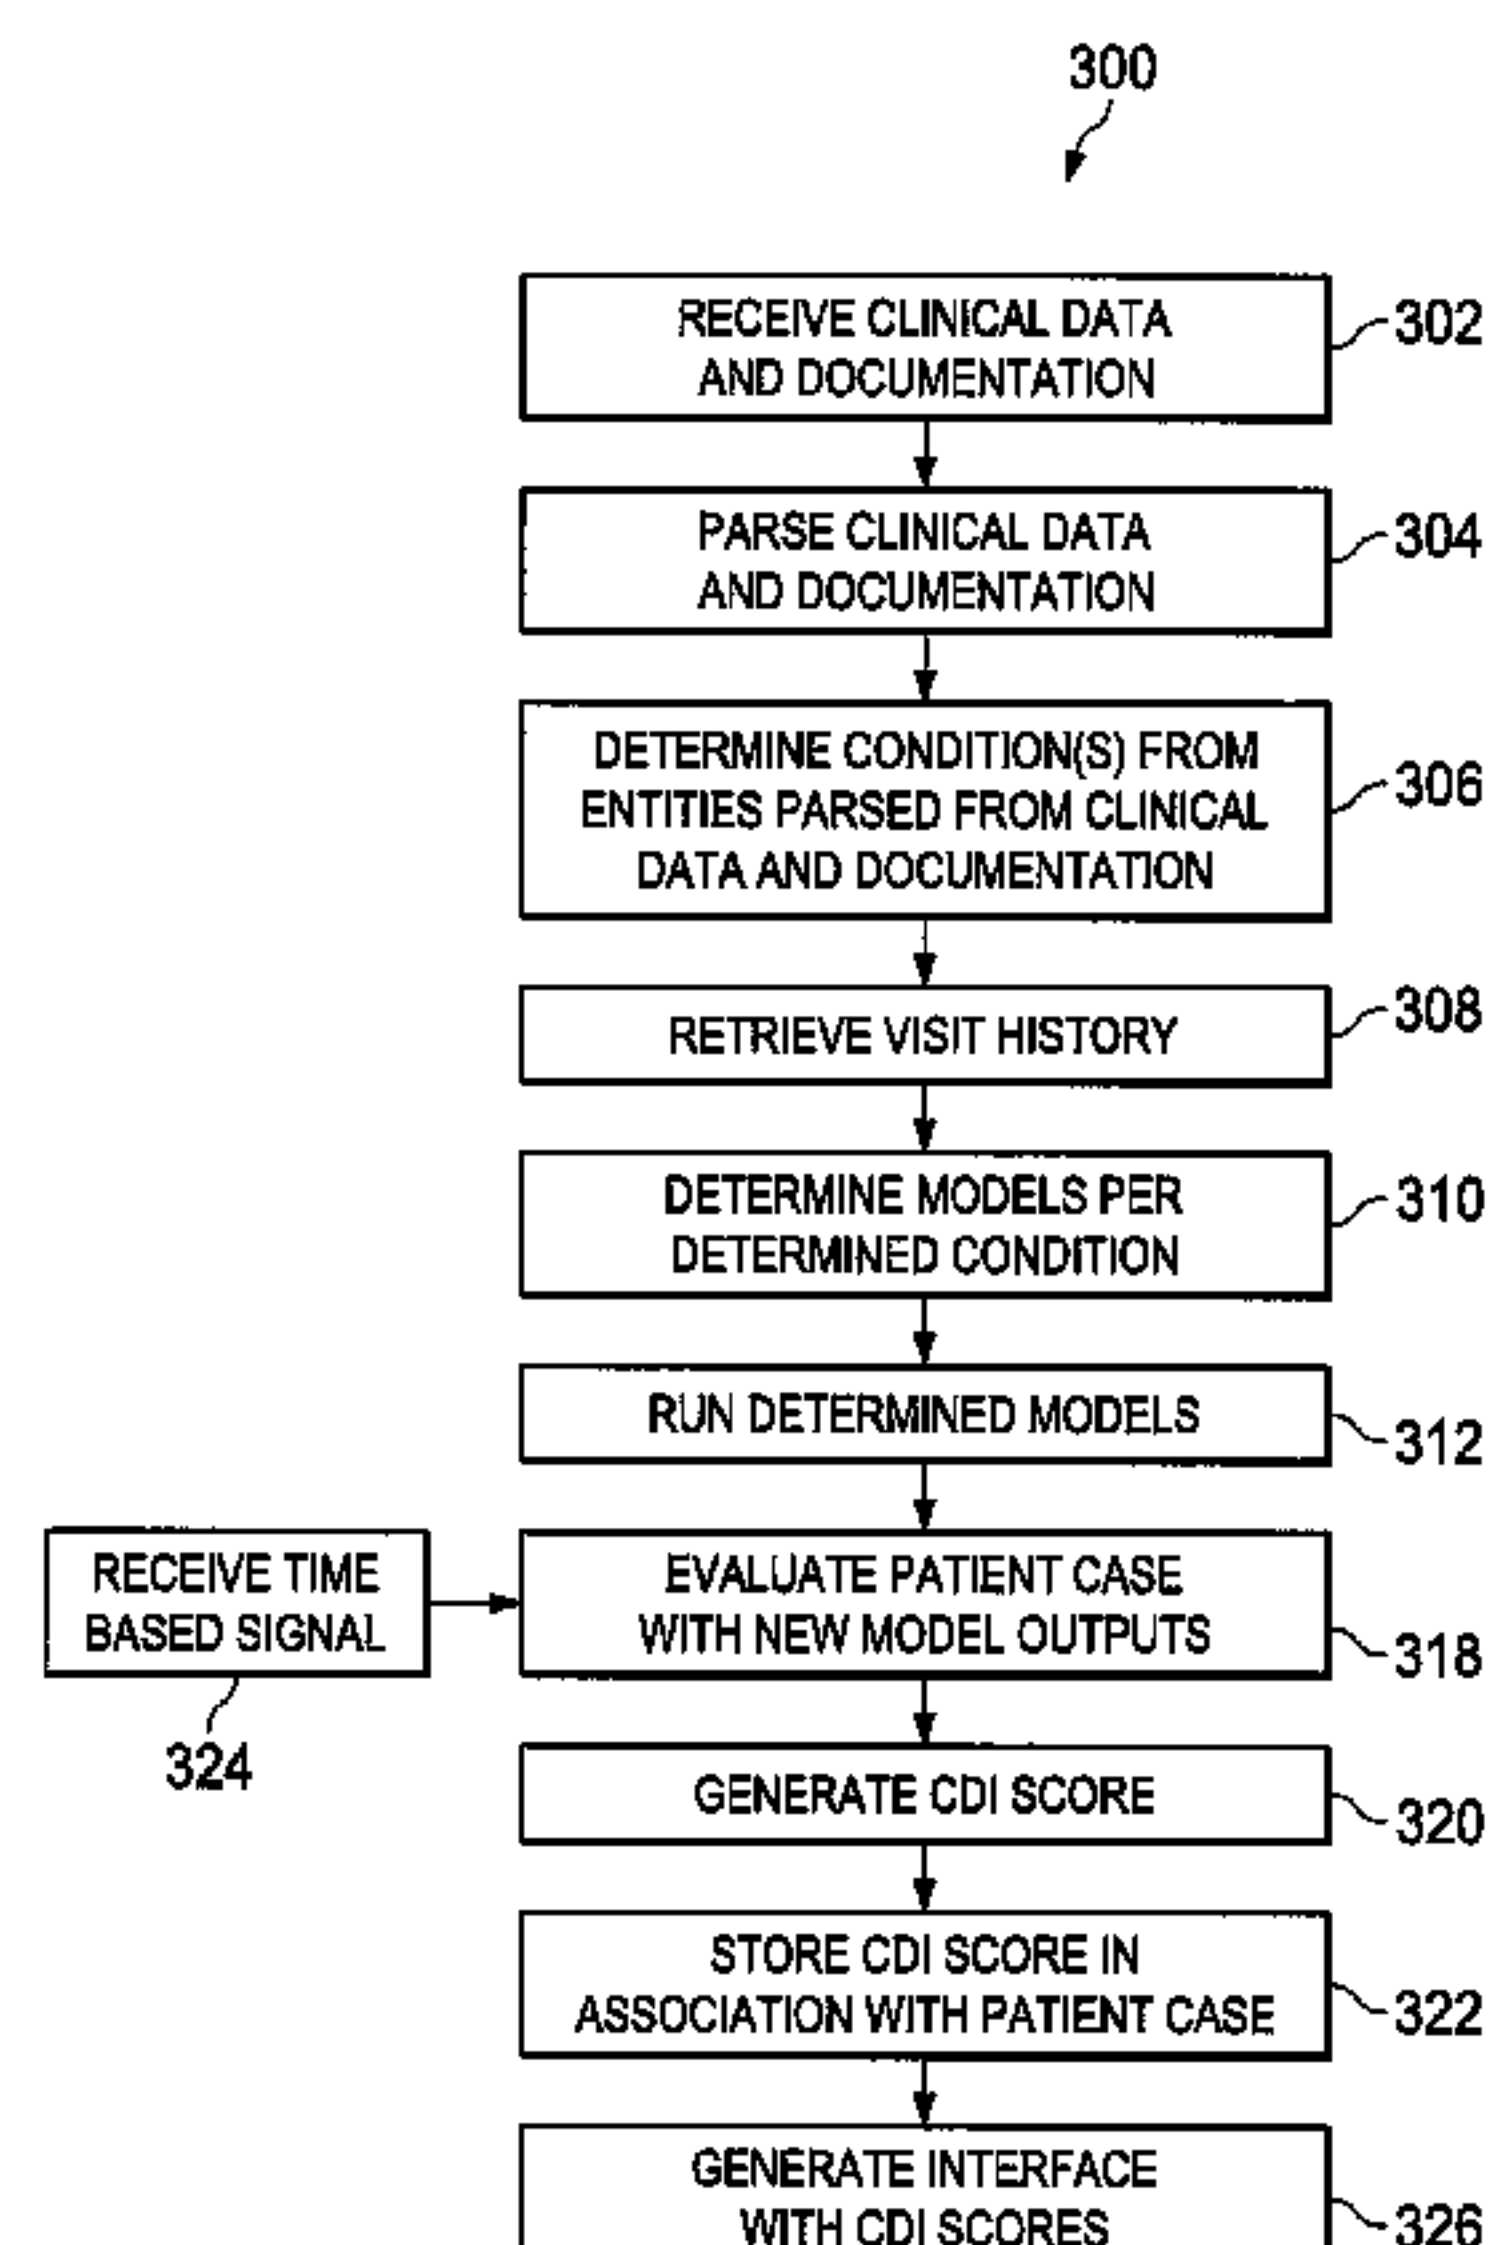 300
RECEIVE CLINICAL DATA
AND DOCUMENTATION
302
PARSE CLINICAL DATA
AND DOCUMENTATION
304
DETERMINE CONDITION(S) FROM
ENTITIES PARSED FROM CLINICAL
DATA AND DOCUMENTATION
306
RETRIEVE VISIT HISTORY
308
DETERMINE MODELS PER
DETERMINED CONDITION
310
RUN DETERMINED MODELS
312
RECEIVE TIME
BASED SIGNAL
324
EVALUATE PATIENT CASE
WITH NEW MODEL OUTPUTS
318
GENERATE CDI SCORE
320
STORE CDI SCORE IN
ASSOCIATION WITH PATIENT CASE
322
GENERATE INTERFACE
WITH CDI SCORES
326